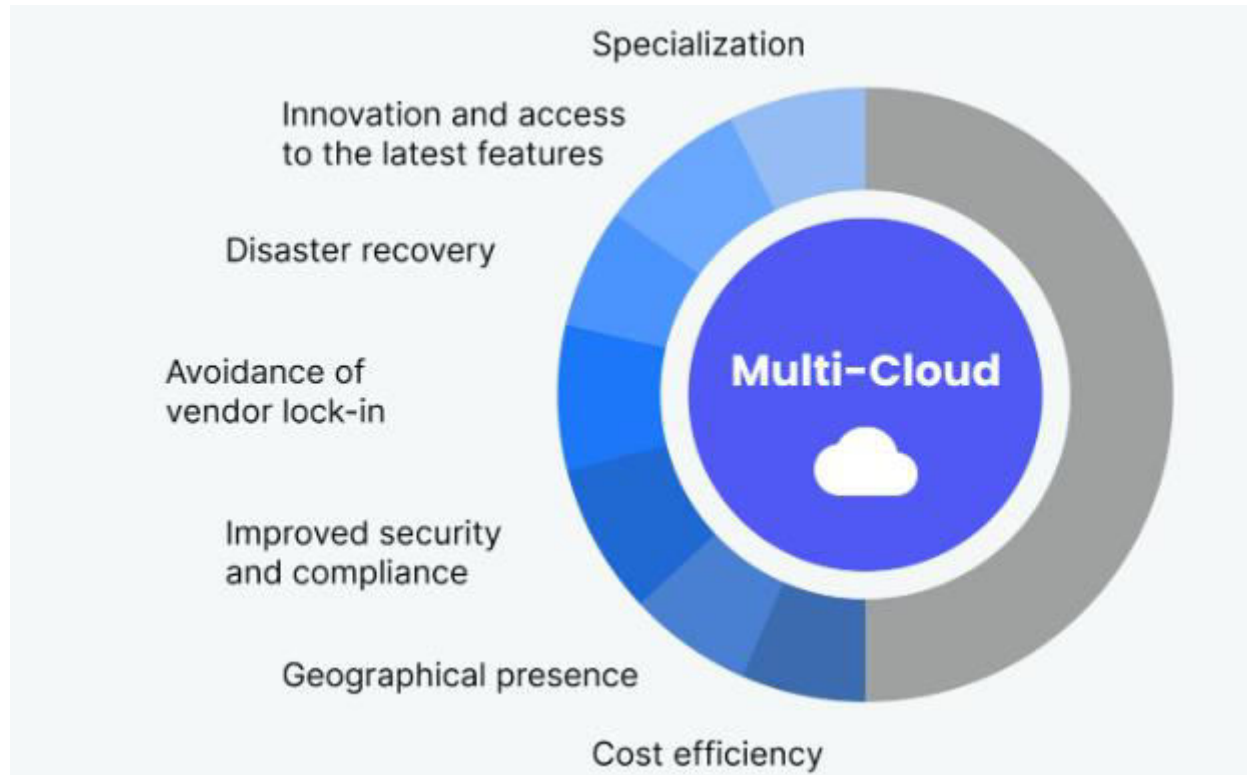 Specialization
Innovation and access
to the latest features
Disaster recovery
Avoidance of
vendor lock-in
Multi-Cloud
Improved security
and compliance
Geographical presence
Cost efficiency